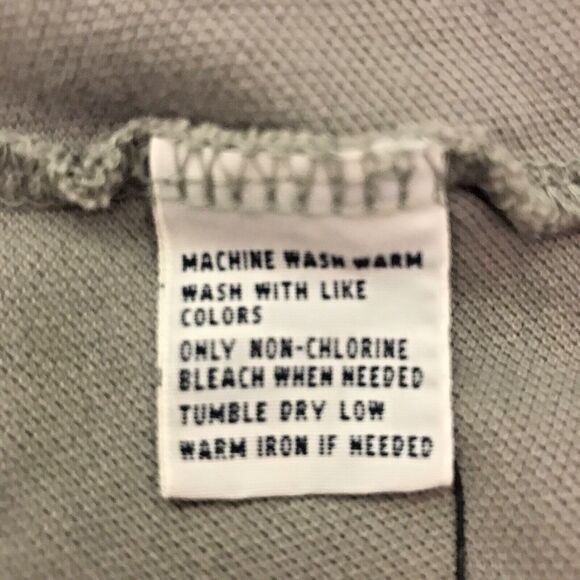 MACHINE WASH WARM
WASH WITH LIKE
COLORS
ONLY NON-CHLORINE
BLEACH WHEN NEEDED
TUMBLE DRY LOW
WARM IRON IF NEEDED